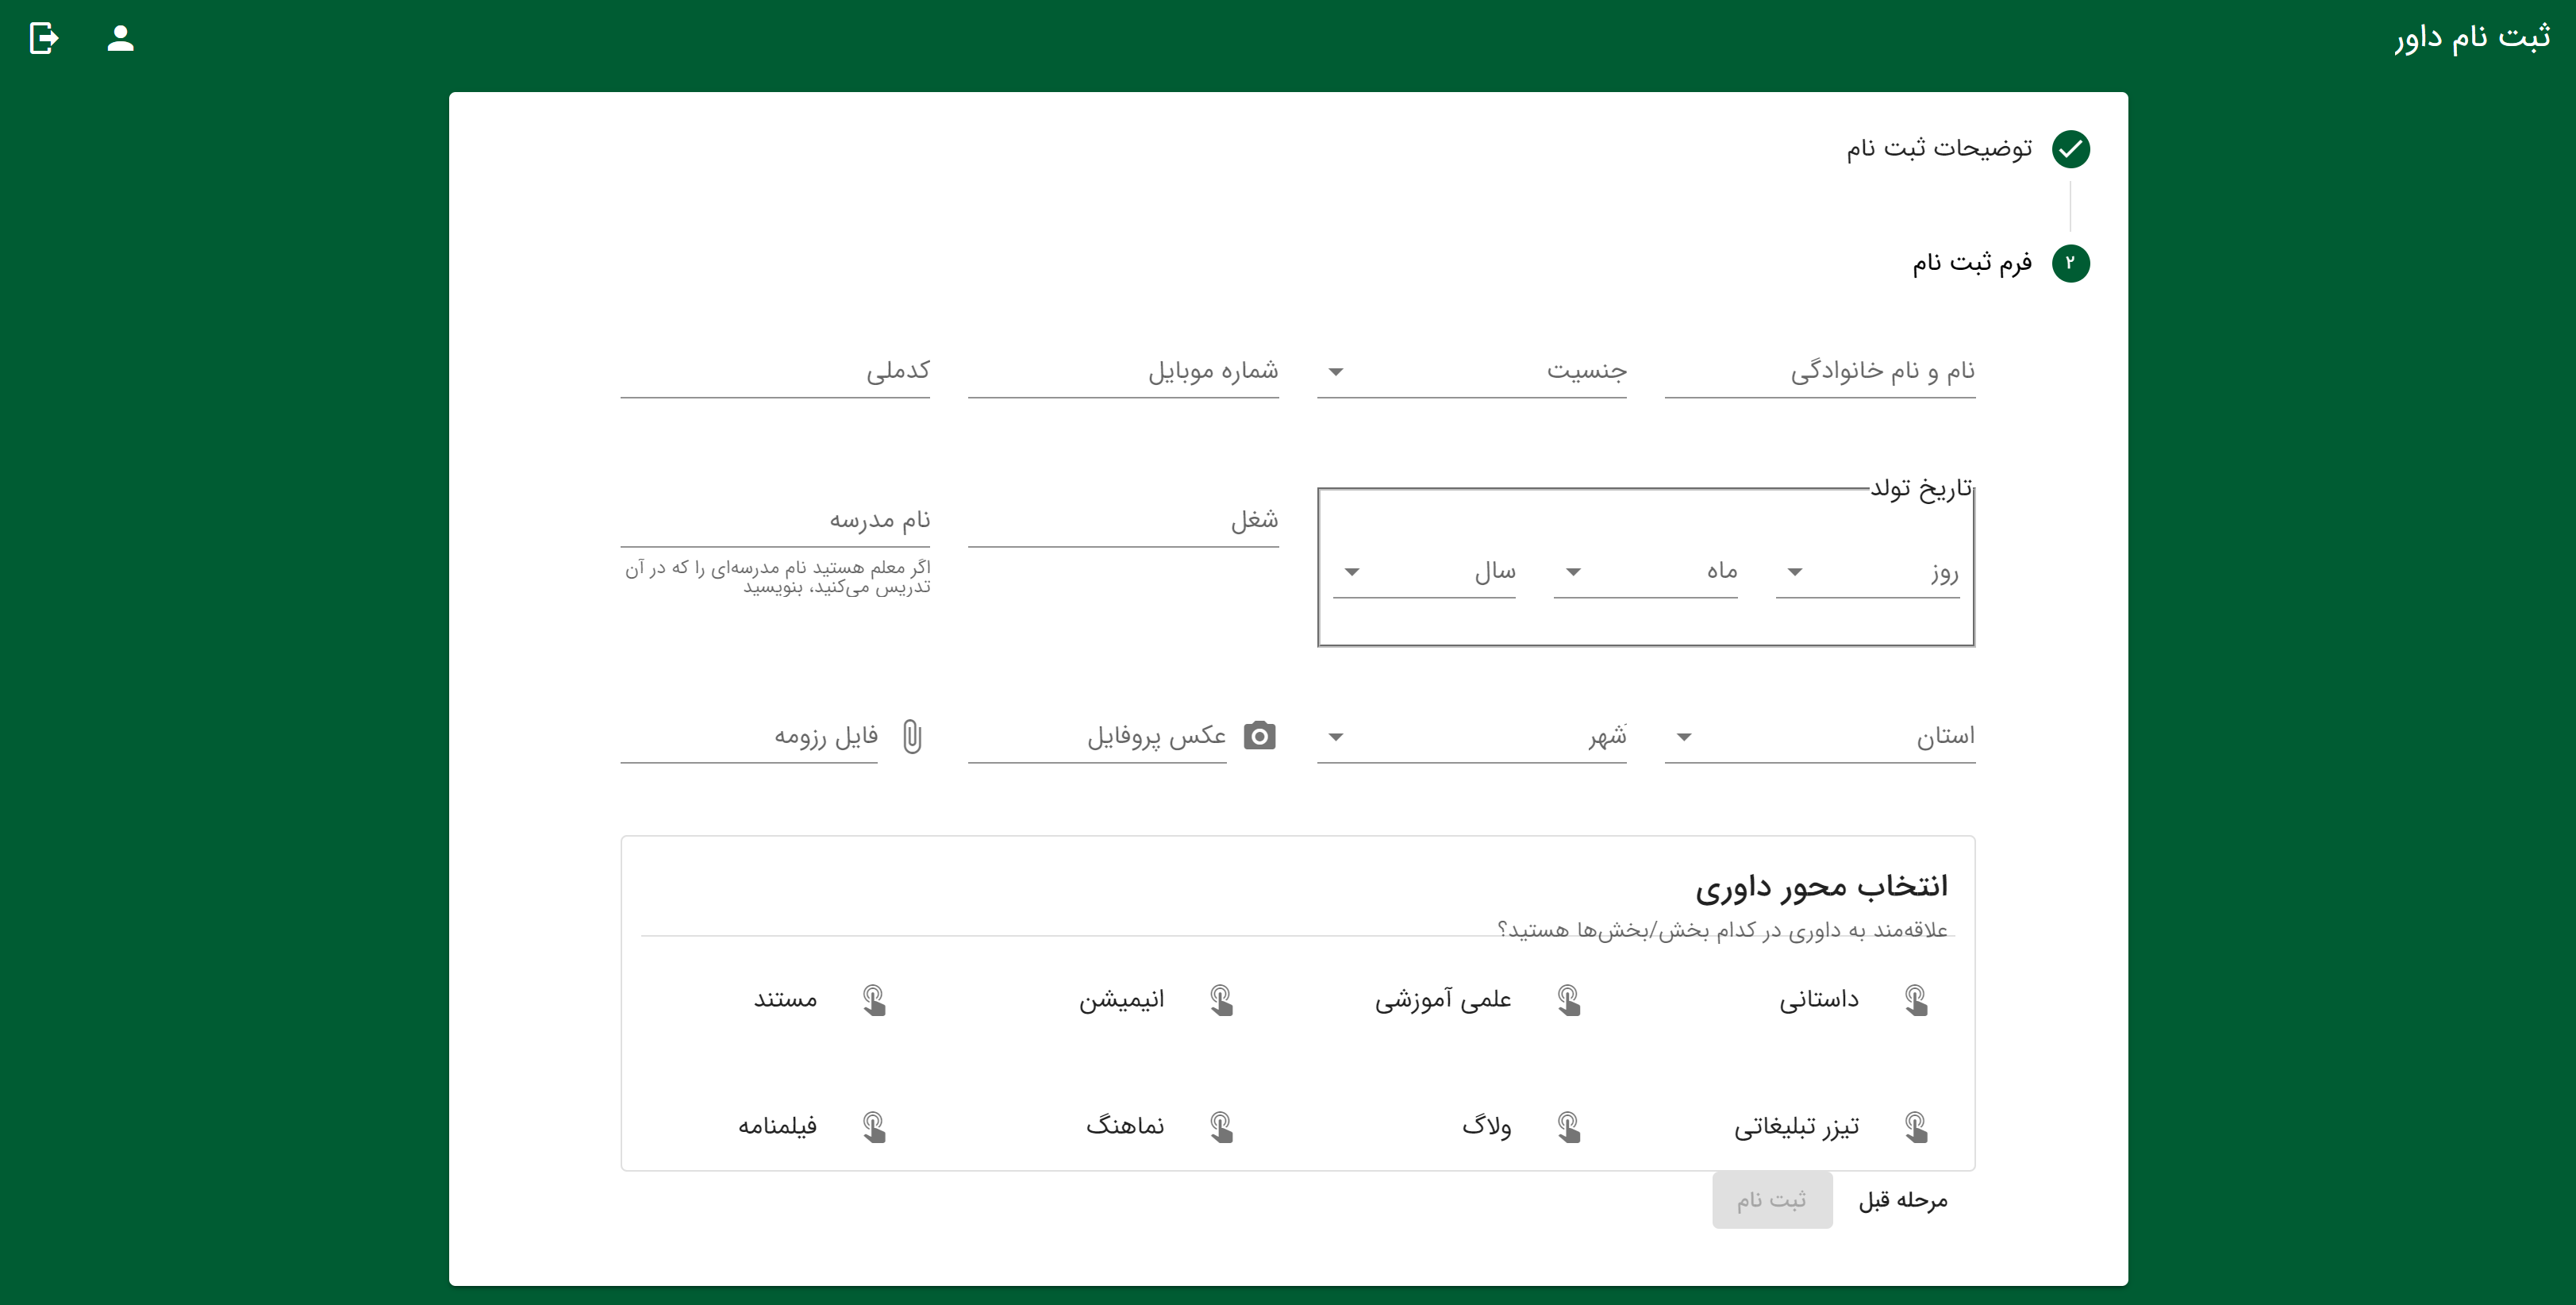 ثبت نام داور
توضیحات ثبت نام
۲ فرم ثبت نام
نام و نام خانوادگی
جنسیت
شماره موبایل
کدملی
تاریخ تولد
روز
ماه
سال
شغل
نام مدرسه
اگر معلم هستید نام مدرسه‌ای را که در آن
تدریس می‌کنید، بنویسید
استان
شهر
عکس پروفایل
فایل رزومه
انتخاب محور داوری
علاقه‌مند به داوری در کدام بخش/بخش‌ها هستید؟
داستانی
علمی آموزشی
انیمیشن
مستند
تیزر تبلیغاتی
ولاگ
نماهنگ
فیلمنامه
مرحله قبل
ثبت نام